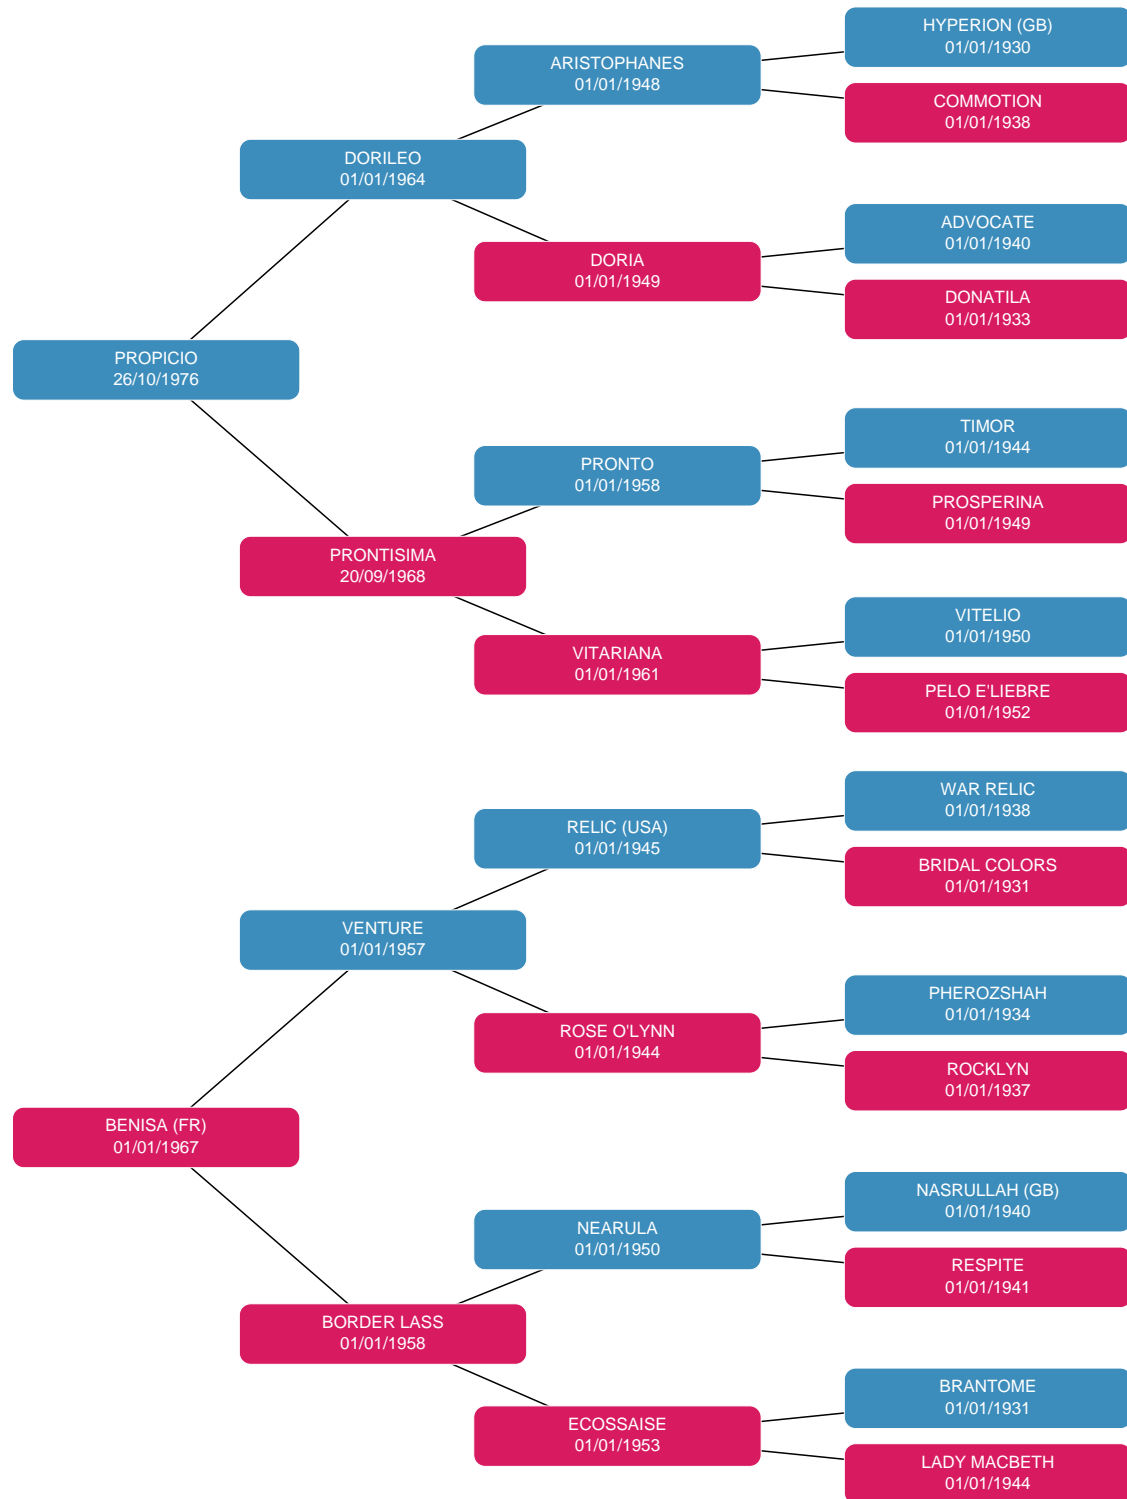 HYPERION (GB)
01/01/1930
ARISTOPHANES
01/01/1948
COMMOTION
01/01/1938
DORILEO
01/01/1964
ADVOCATE
01/01/1940
DORIA
01/01/1949
DONATILA
01/01/1933
PROPICIO
26/10/1976
TIMOR
01/01/1944
PRONTO
01/01/1958
PROSPERINA
01/01/1949
PRONTISIMA
20/09/1968
VITELIO
01/01/1950
VITARIANA
01/01/1961
PELO E'LIEBRE
01/01/1952
WAR RELIC
01/01/1938
RELIC (USA)
01/01/1945
BRIDAL COLORS
01/01/1931
VENTURE
01/01/1957
PHEROZSHAH
01/01/1934
ROSE O'LYNN
01/01/1944
ROCKLYN
01/01/1937
BENISA (FR)
01/01/1967
NASRULLAH (GB)
01/01/1940
NEARULA
01/01/1950
RESPITE
01/01/1941
BORDER LASS
01/01/1958
BRANTOME
01/01/1931
ECOSSAISE
01/01/1953
LADY MACBETH
01/01/1944